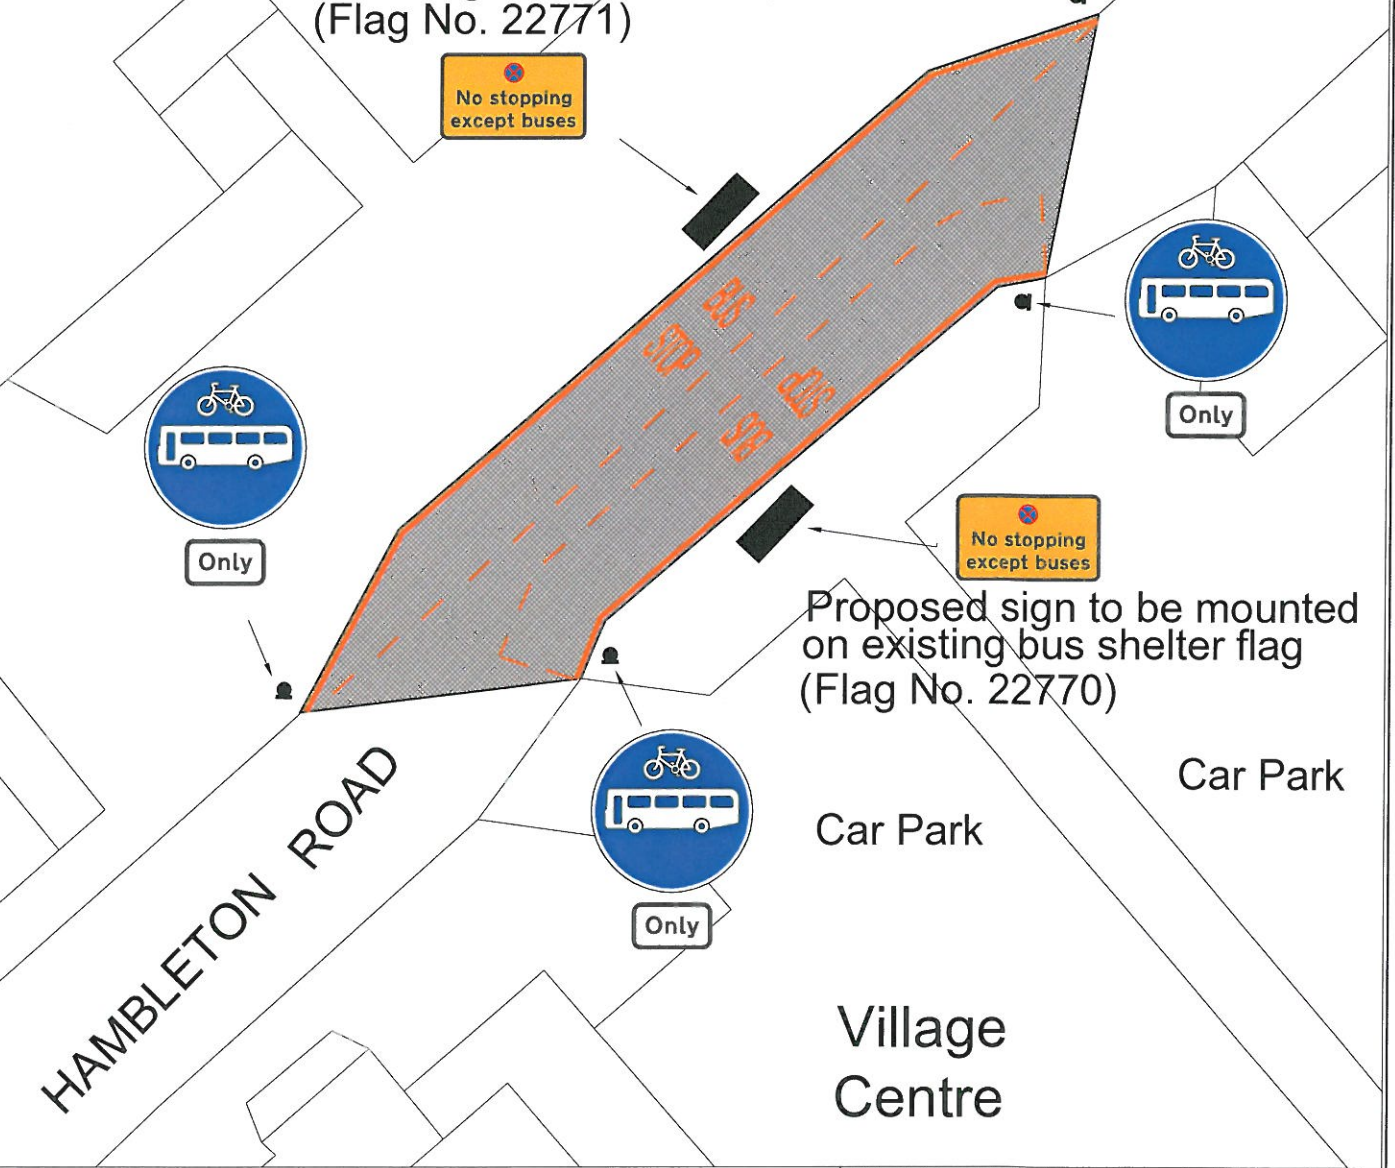 (Flag No. 22771)
No stopping
except buses
BUS
STOP
BUS
STOP
Only
Only
No stopping
except buses
Proposed sign to be mounted
on existing bus shelter flag
(Flag No. 22770)
Car Park
Car Park
Only
HAMBLETON ROAD
Village
Centre